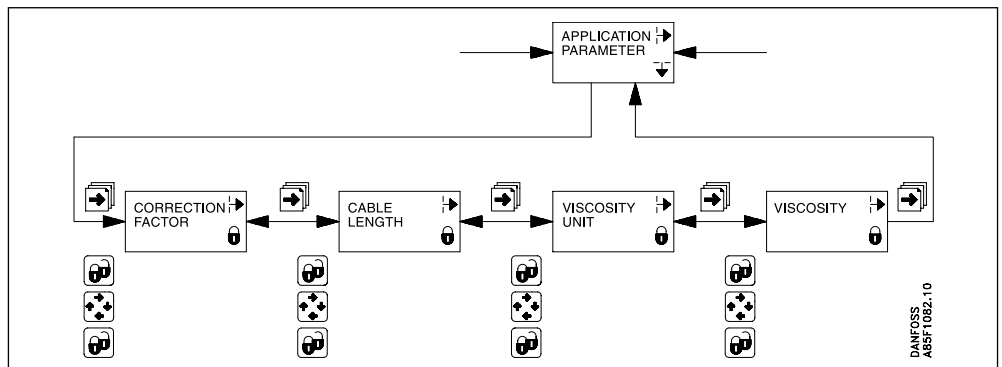 APPLICATION
PARAMETER
CORRECTION
FACTOR
CABLE
LENGTH
VISCOSITY
UNIT
VISCOSITY
DANFOSS
A85F1082.10